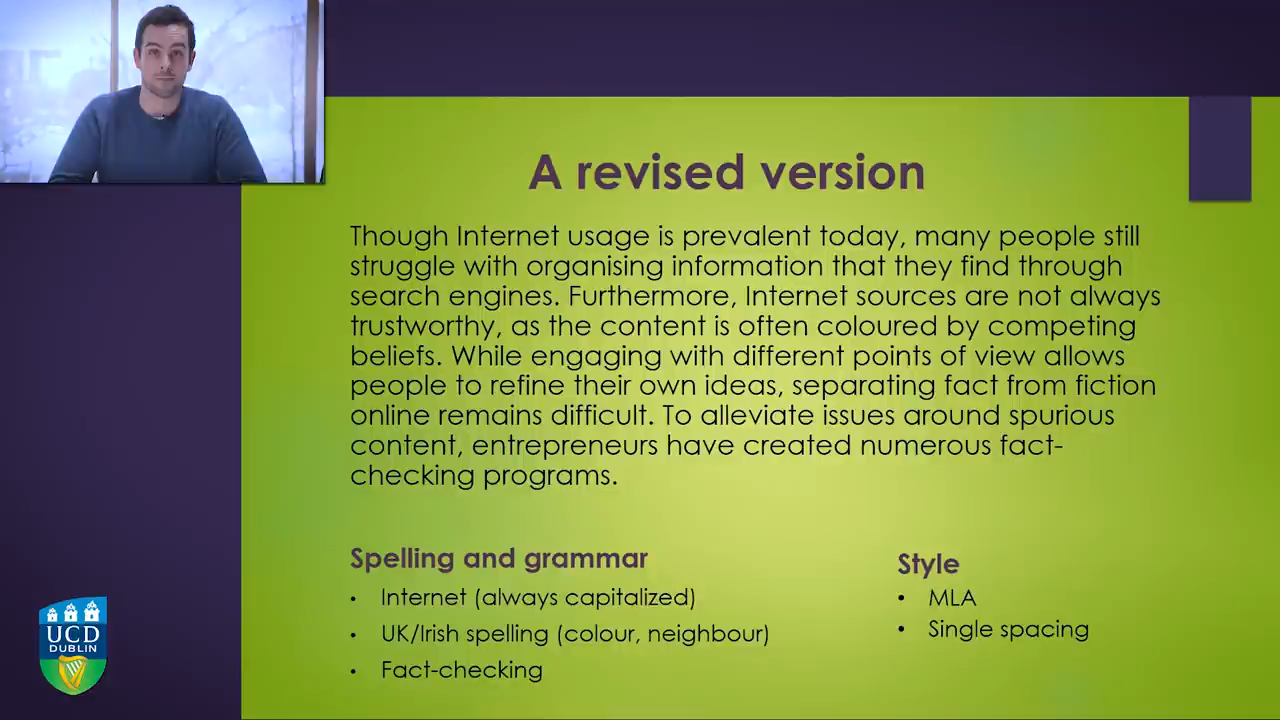 A revised version
Though Internet usage is prevalent today, many people still
struggle with organising information that they find through
search engines. Furthermore, Internet sources are not always
trustworthy, as the content is often coloured by competing
beliefs. While engaging with different points of view allows
people to refine their own ideas, separating fact from fiction
online remains difficult. To alleviate issues around spurious
content, entrepreneurs have created numerous fact-
checking programs.
Spelling and grammar
• Internet (always capitalized)
• UK/Irish spelling (colour, neighbour)
• Fact-checking
Style
• MLA
• Single spacing
UCD
DUBLIN